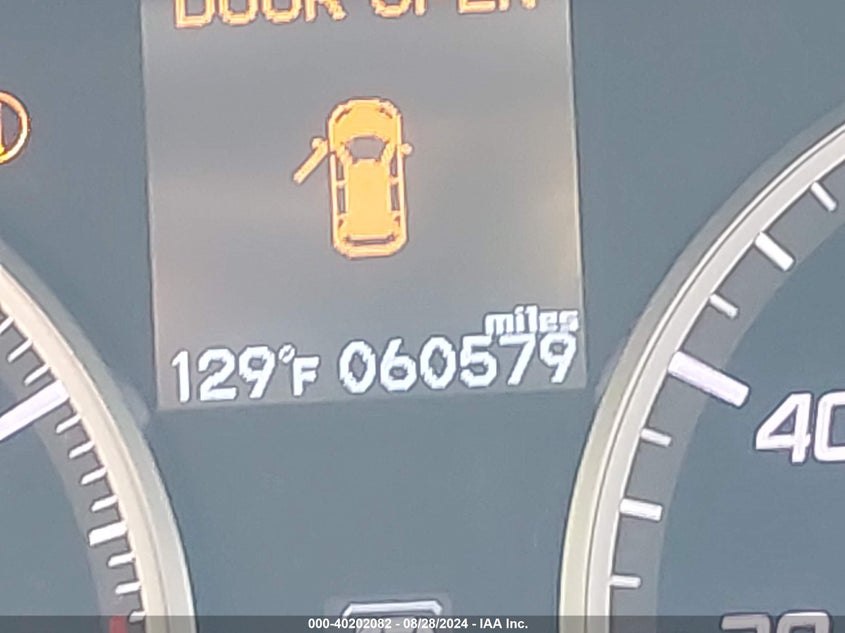 DOOR OPEN
miles
129°F 060579
40
000-40202082 - 08/28/2024 - IAA Inc.